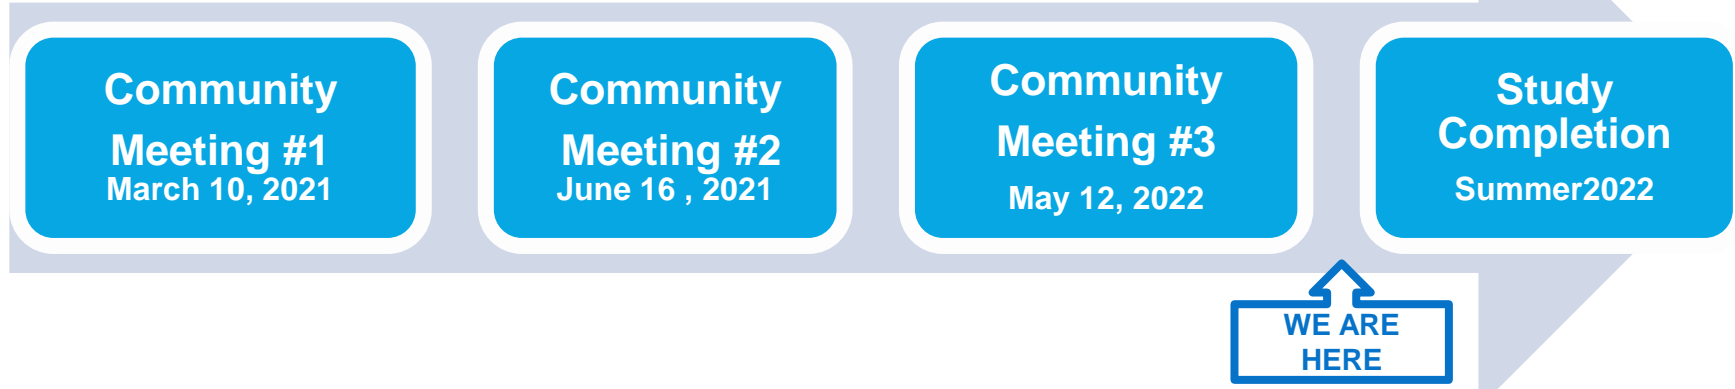 Community
Meeting #1
March 10, 2021
Community
Meeting #2
June 16 , 2021
Community
Meeting #3
May 12, 2022
Study
Completion
Summer2022
WE ARE
HERE